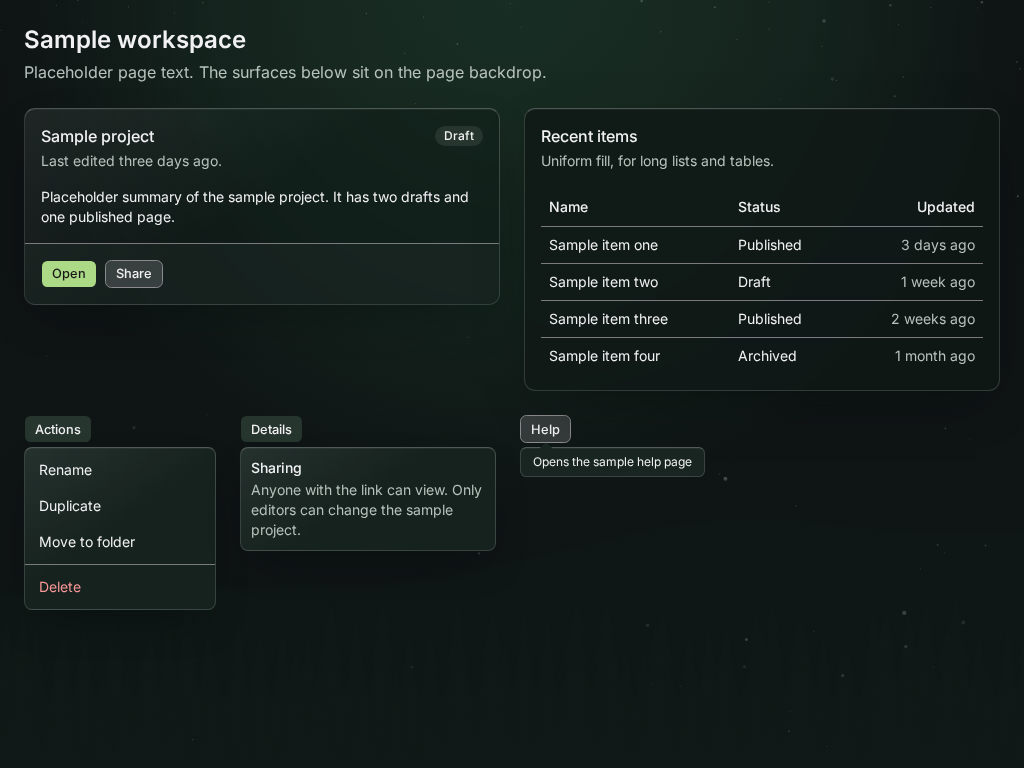 Sample workspace
Placeholder page text. The surfaces below sit on the page backdrop.
Sample project
Draft
Last edited three days ago.
Placeholder summary of the sample project. It has two drafts and
one published page.
Open Share
Recent items
Uniform fill, for long lists and tables.
Name Status Updated
Sample item one Published 3 days ago
Sample item two Draft 1 week ago
Sample item three Published 2 weeks ago
Sample item four Archived 1 month ago
Actions
Rename
Duplicate
Move to folder
Delete
Details
Sharing
Anyone with the link can view. Only
editors can change the sample
project.
Help
Opens the sample help page